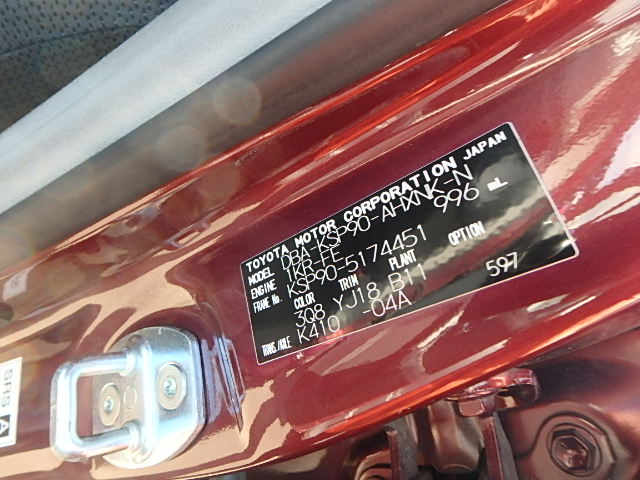 TOYOTA MOTOR CORPORATION JAPAN
MODEL DBA-KSP90-AHXNK-N
ENGINE 1KR-FE 996 mL
FRAME No. KSP90-5174451
COLOR TRIM PLANT OPTION
3Q8 YJ18 B11 597
TRANS./AXLE K410 -04A
SRS
A